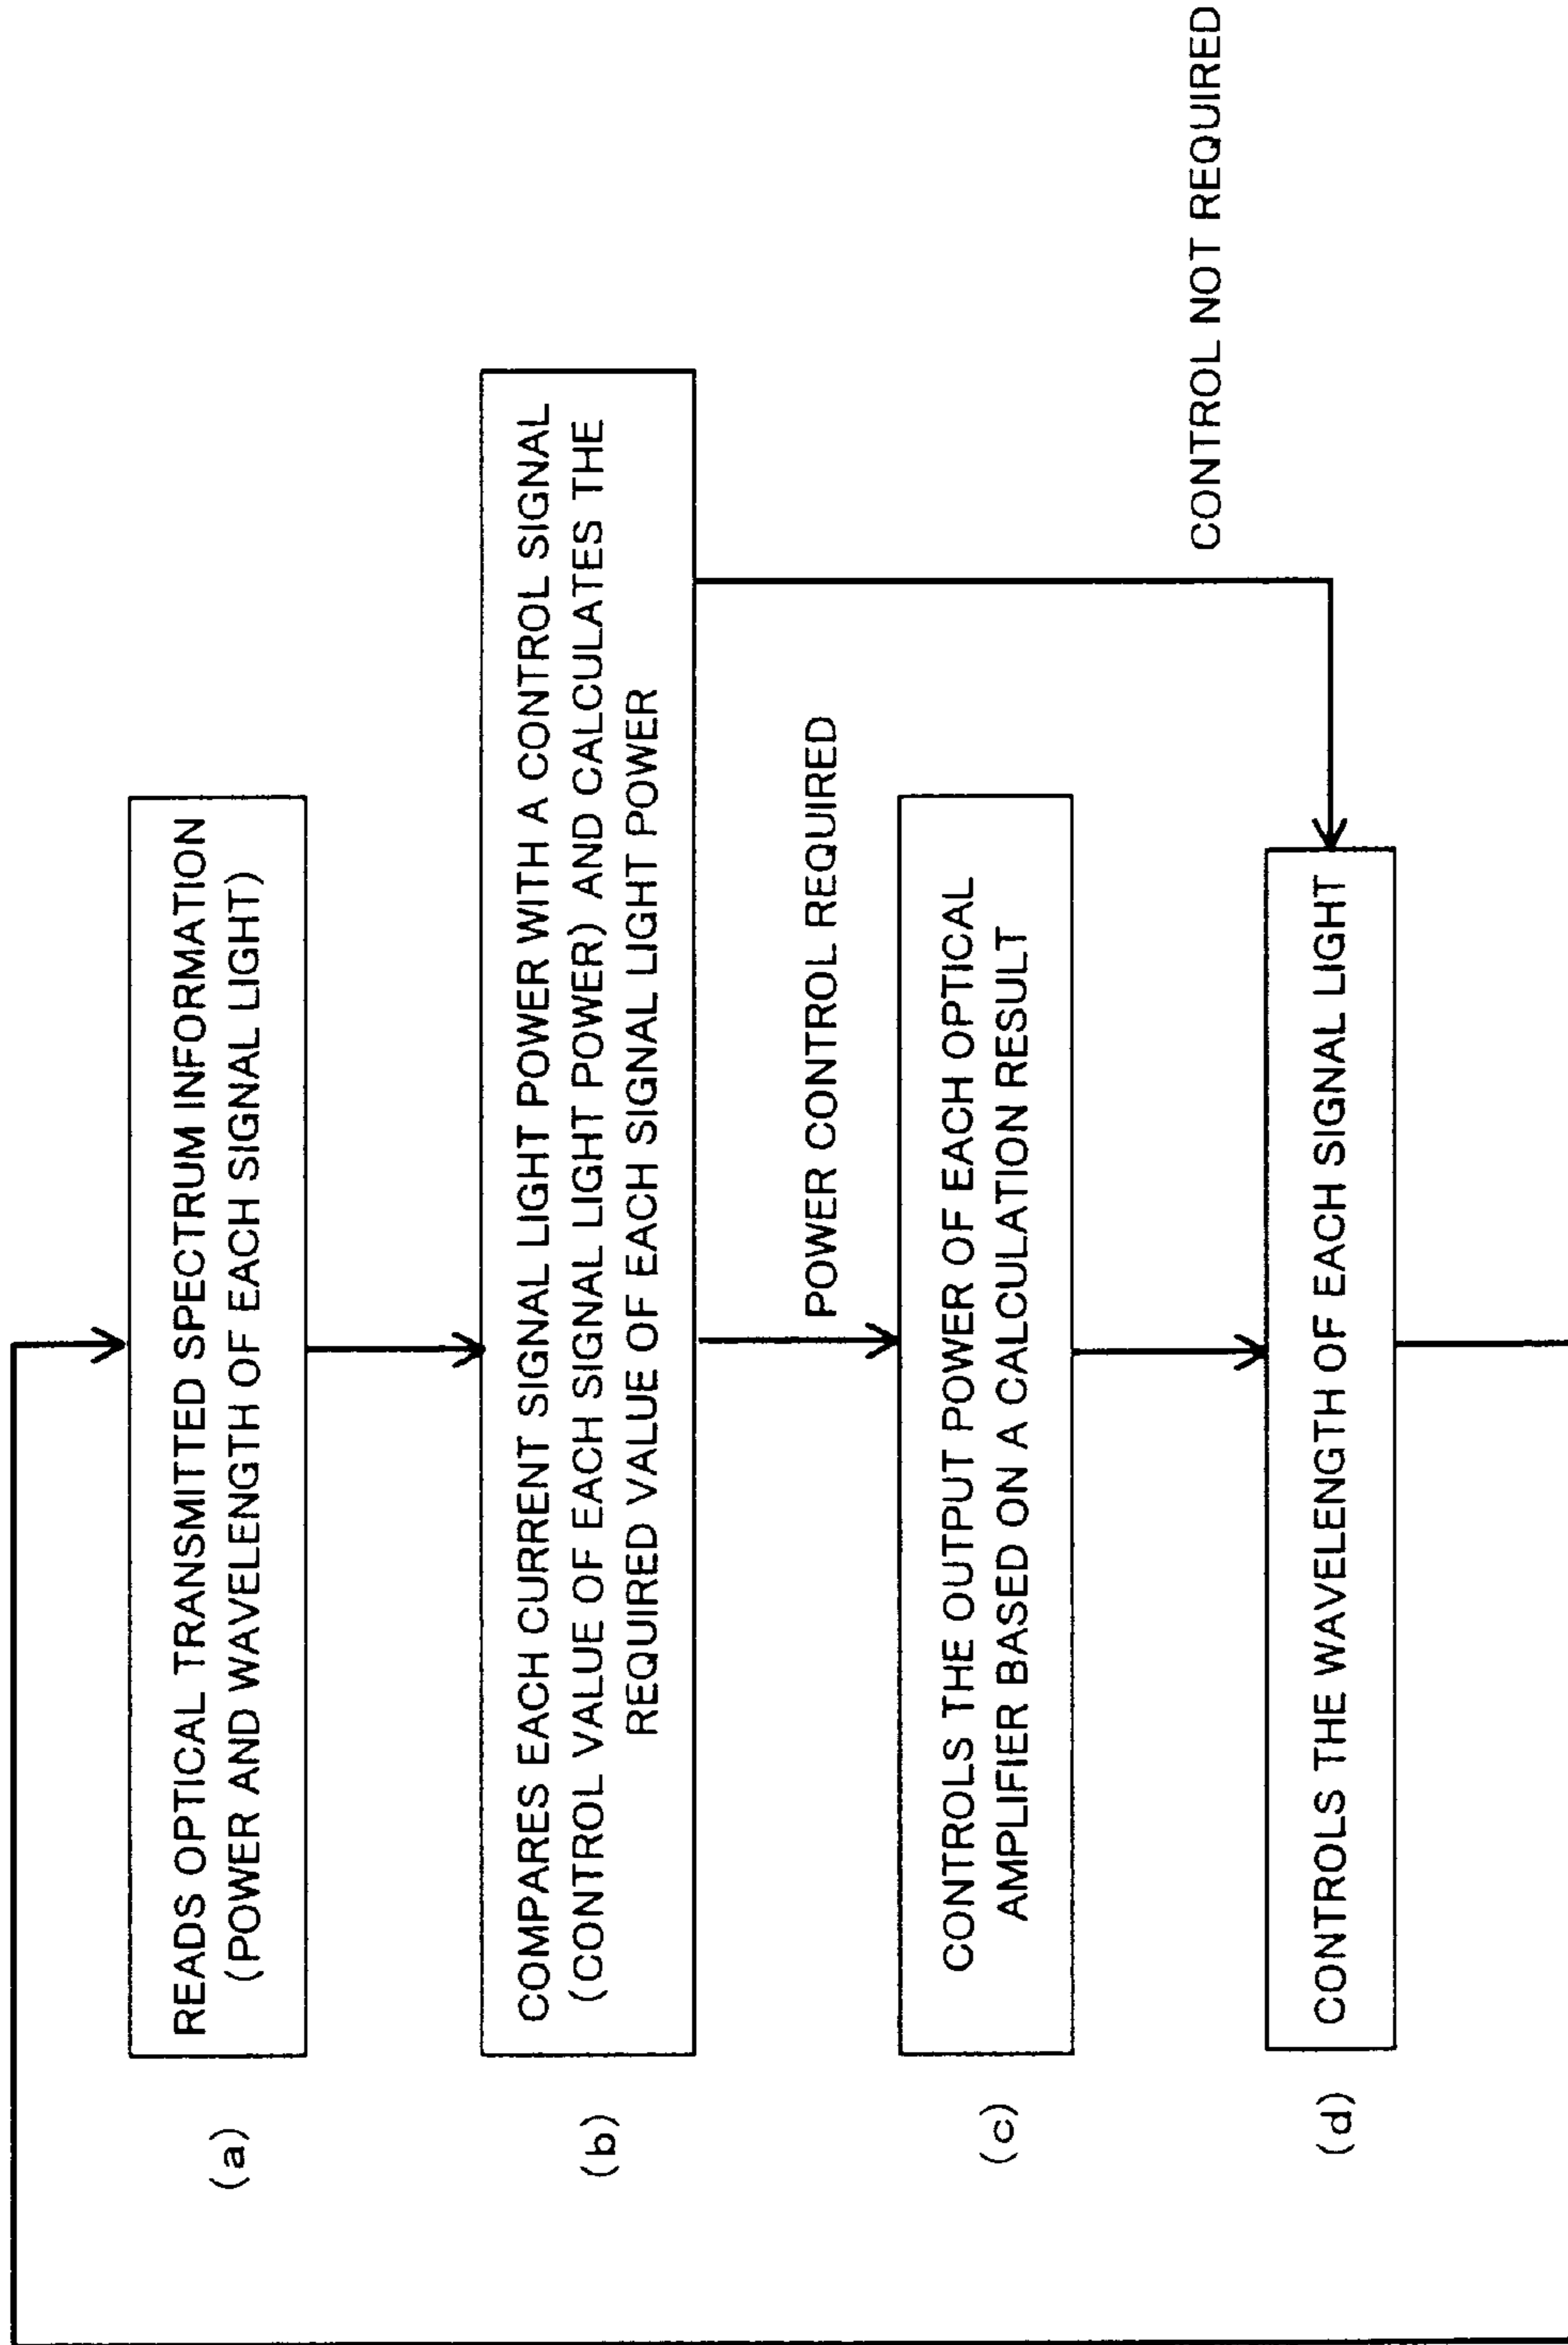 (a)
READS OPTICAL TRANSMITTED SPECTRUM INFORMATION
(POWER AND WAVELENGTH OF EACH SIGNAL LIGHT)
(b)
COMPARES EACH CURRENT SIGNAL LIGHT POWER WITH A CONTROL SIGNAL
(CONTROL VALUE OF EACH SIGNAL LIGHT POWER) AND CALCULATES THE
REQUIRED VALUE OF EACH SIGNAL LIGHT POWER
POWER CONTROL REQUIRED
(c)
CONTROLS THE OUTPUT POWER OF EACH OPTICAL
AMPLIFIER BASED ON A CALCULATION RESULT
CONTROL NOT REQUIRED
(d)
CONTROLS THE WAVELENGTH OF EACH SIGNAL LIGHT